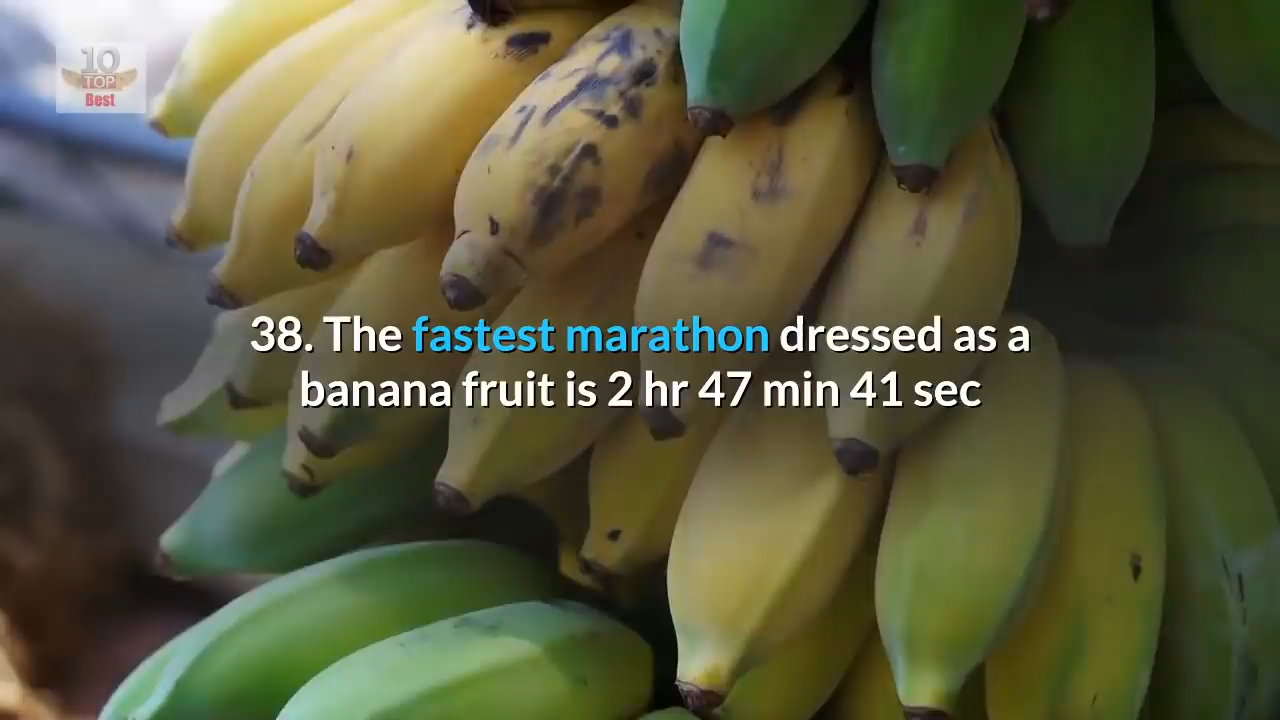 10
TOP
Best
38. The fastest marathon dressed as a
banana fruit is 2 hr 47 min 41 sec